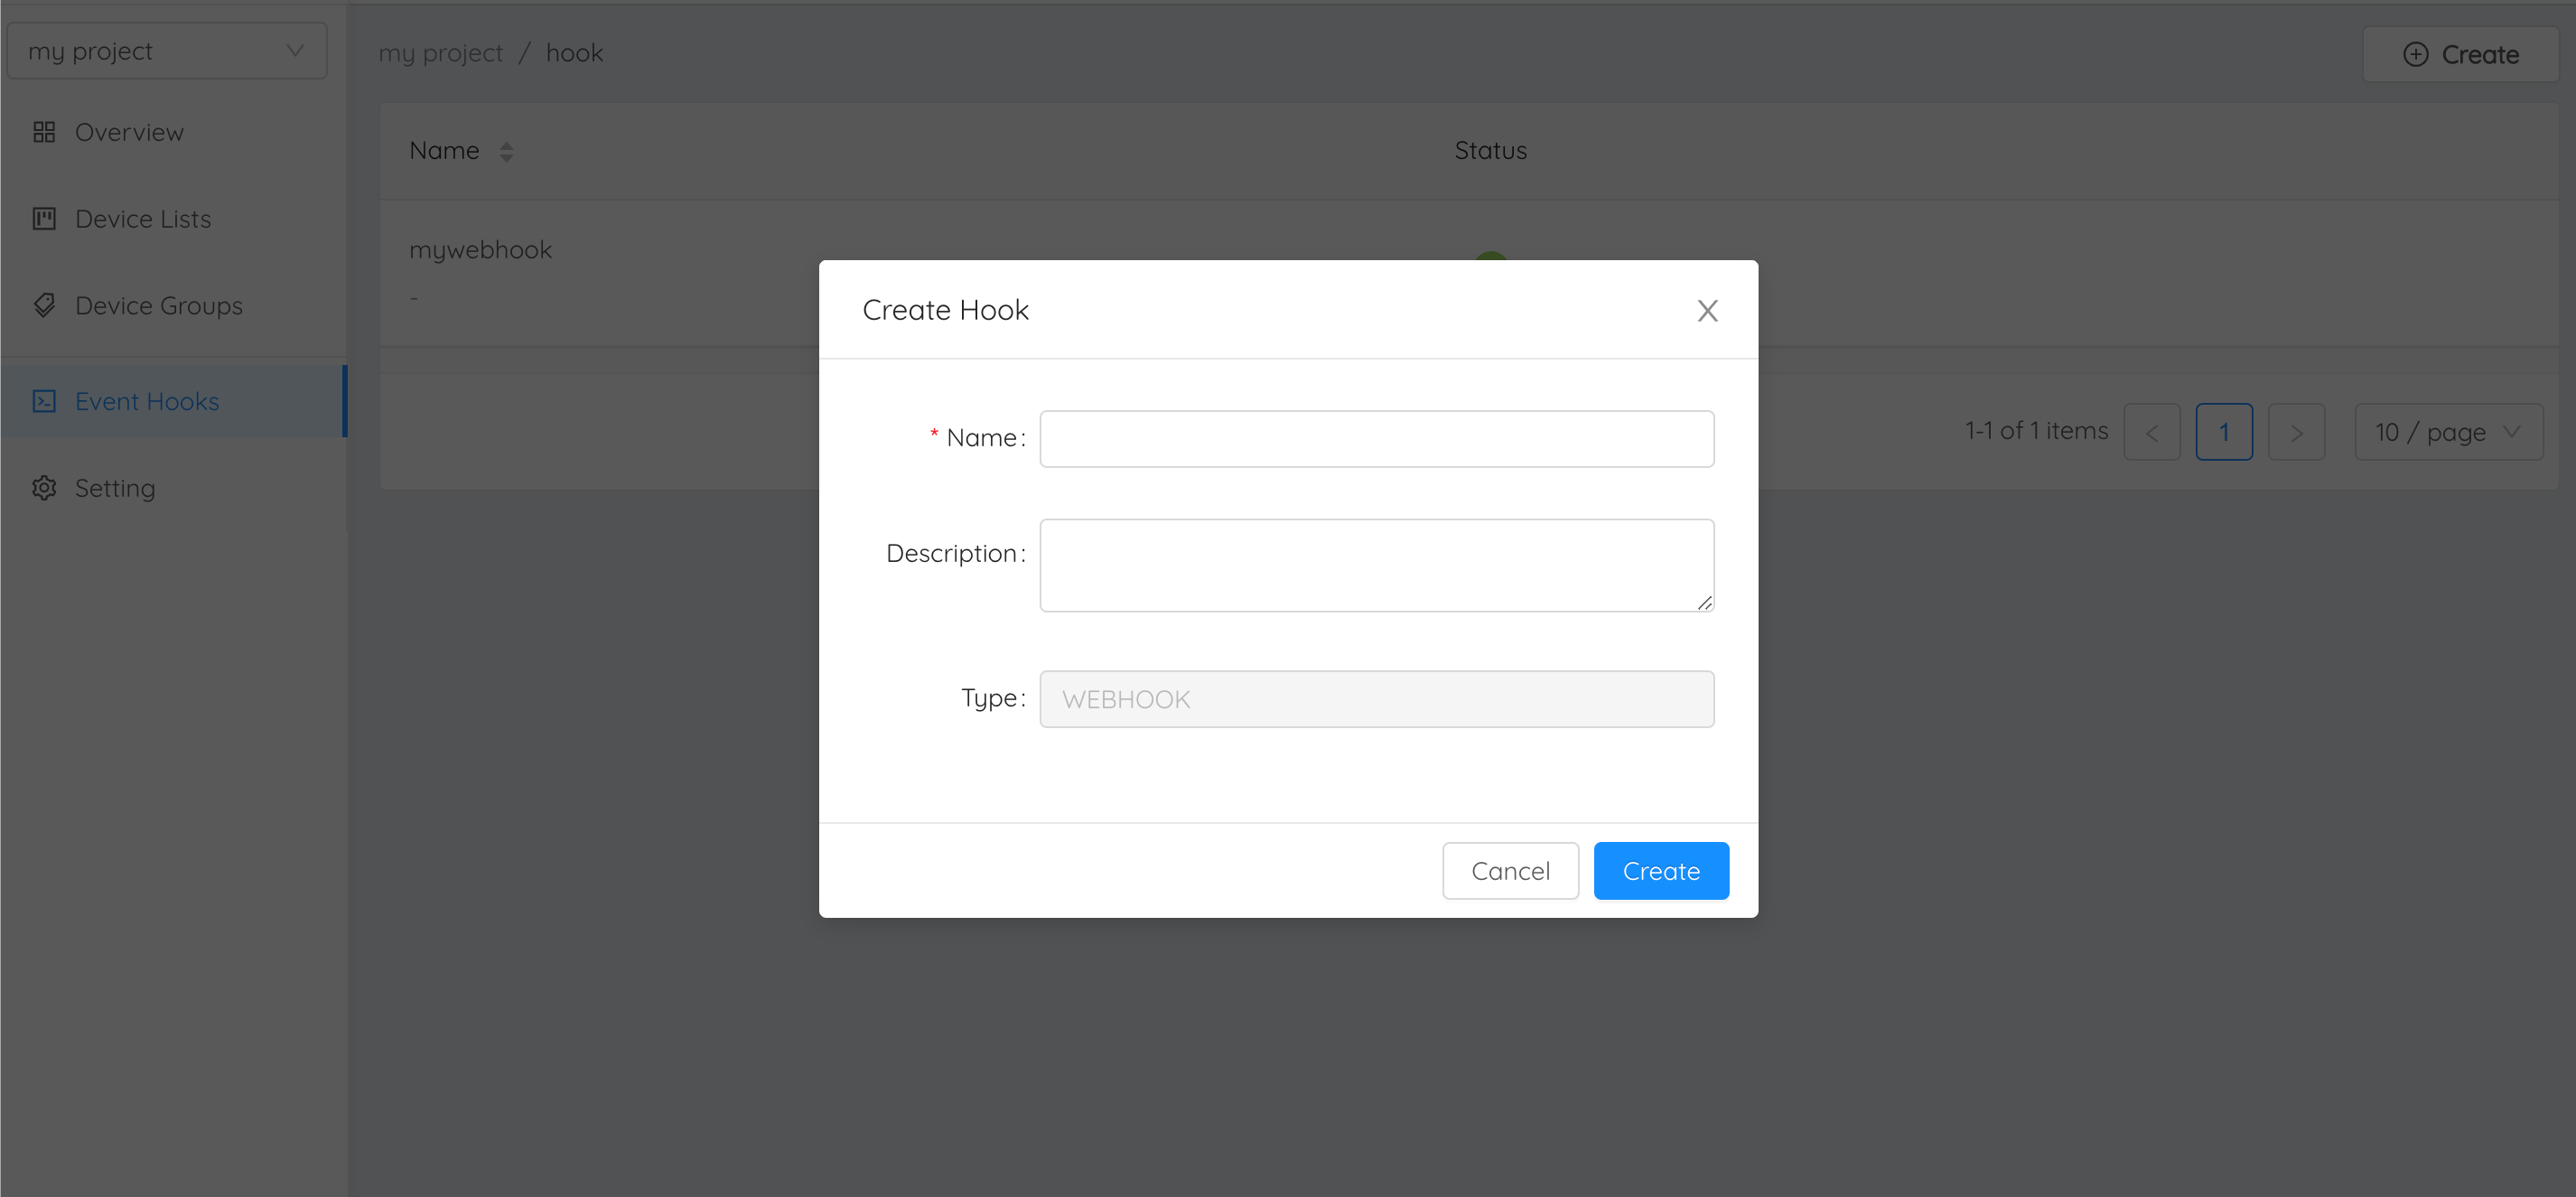 my project
Overview
Device Lists
Device Groups
Event Hooks
Setting
my project / hook
Create
Name
Status
mywebhook
-
1-1 of 1 items
<
1
>
10 / page
Create Hook
X
* Name:
Description:
Type:
WEBHOOK
Cancel
Create